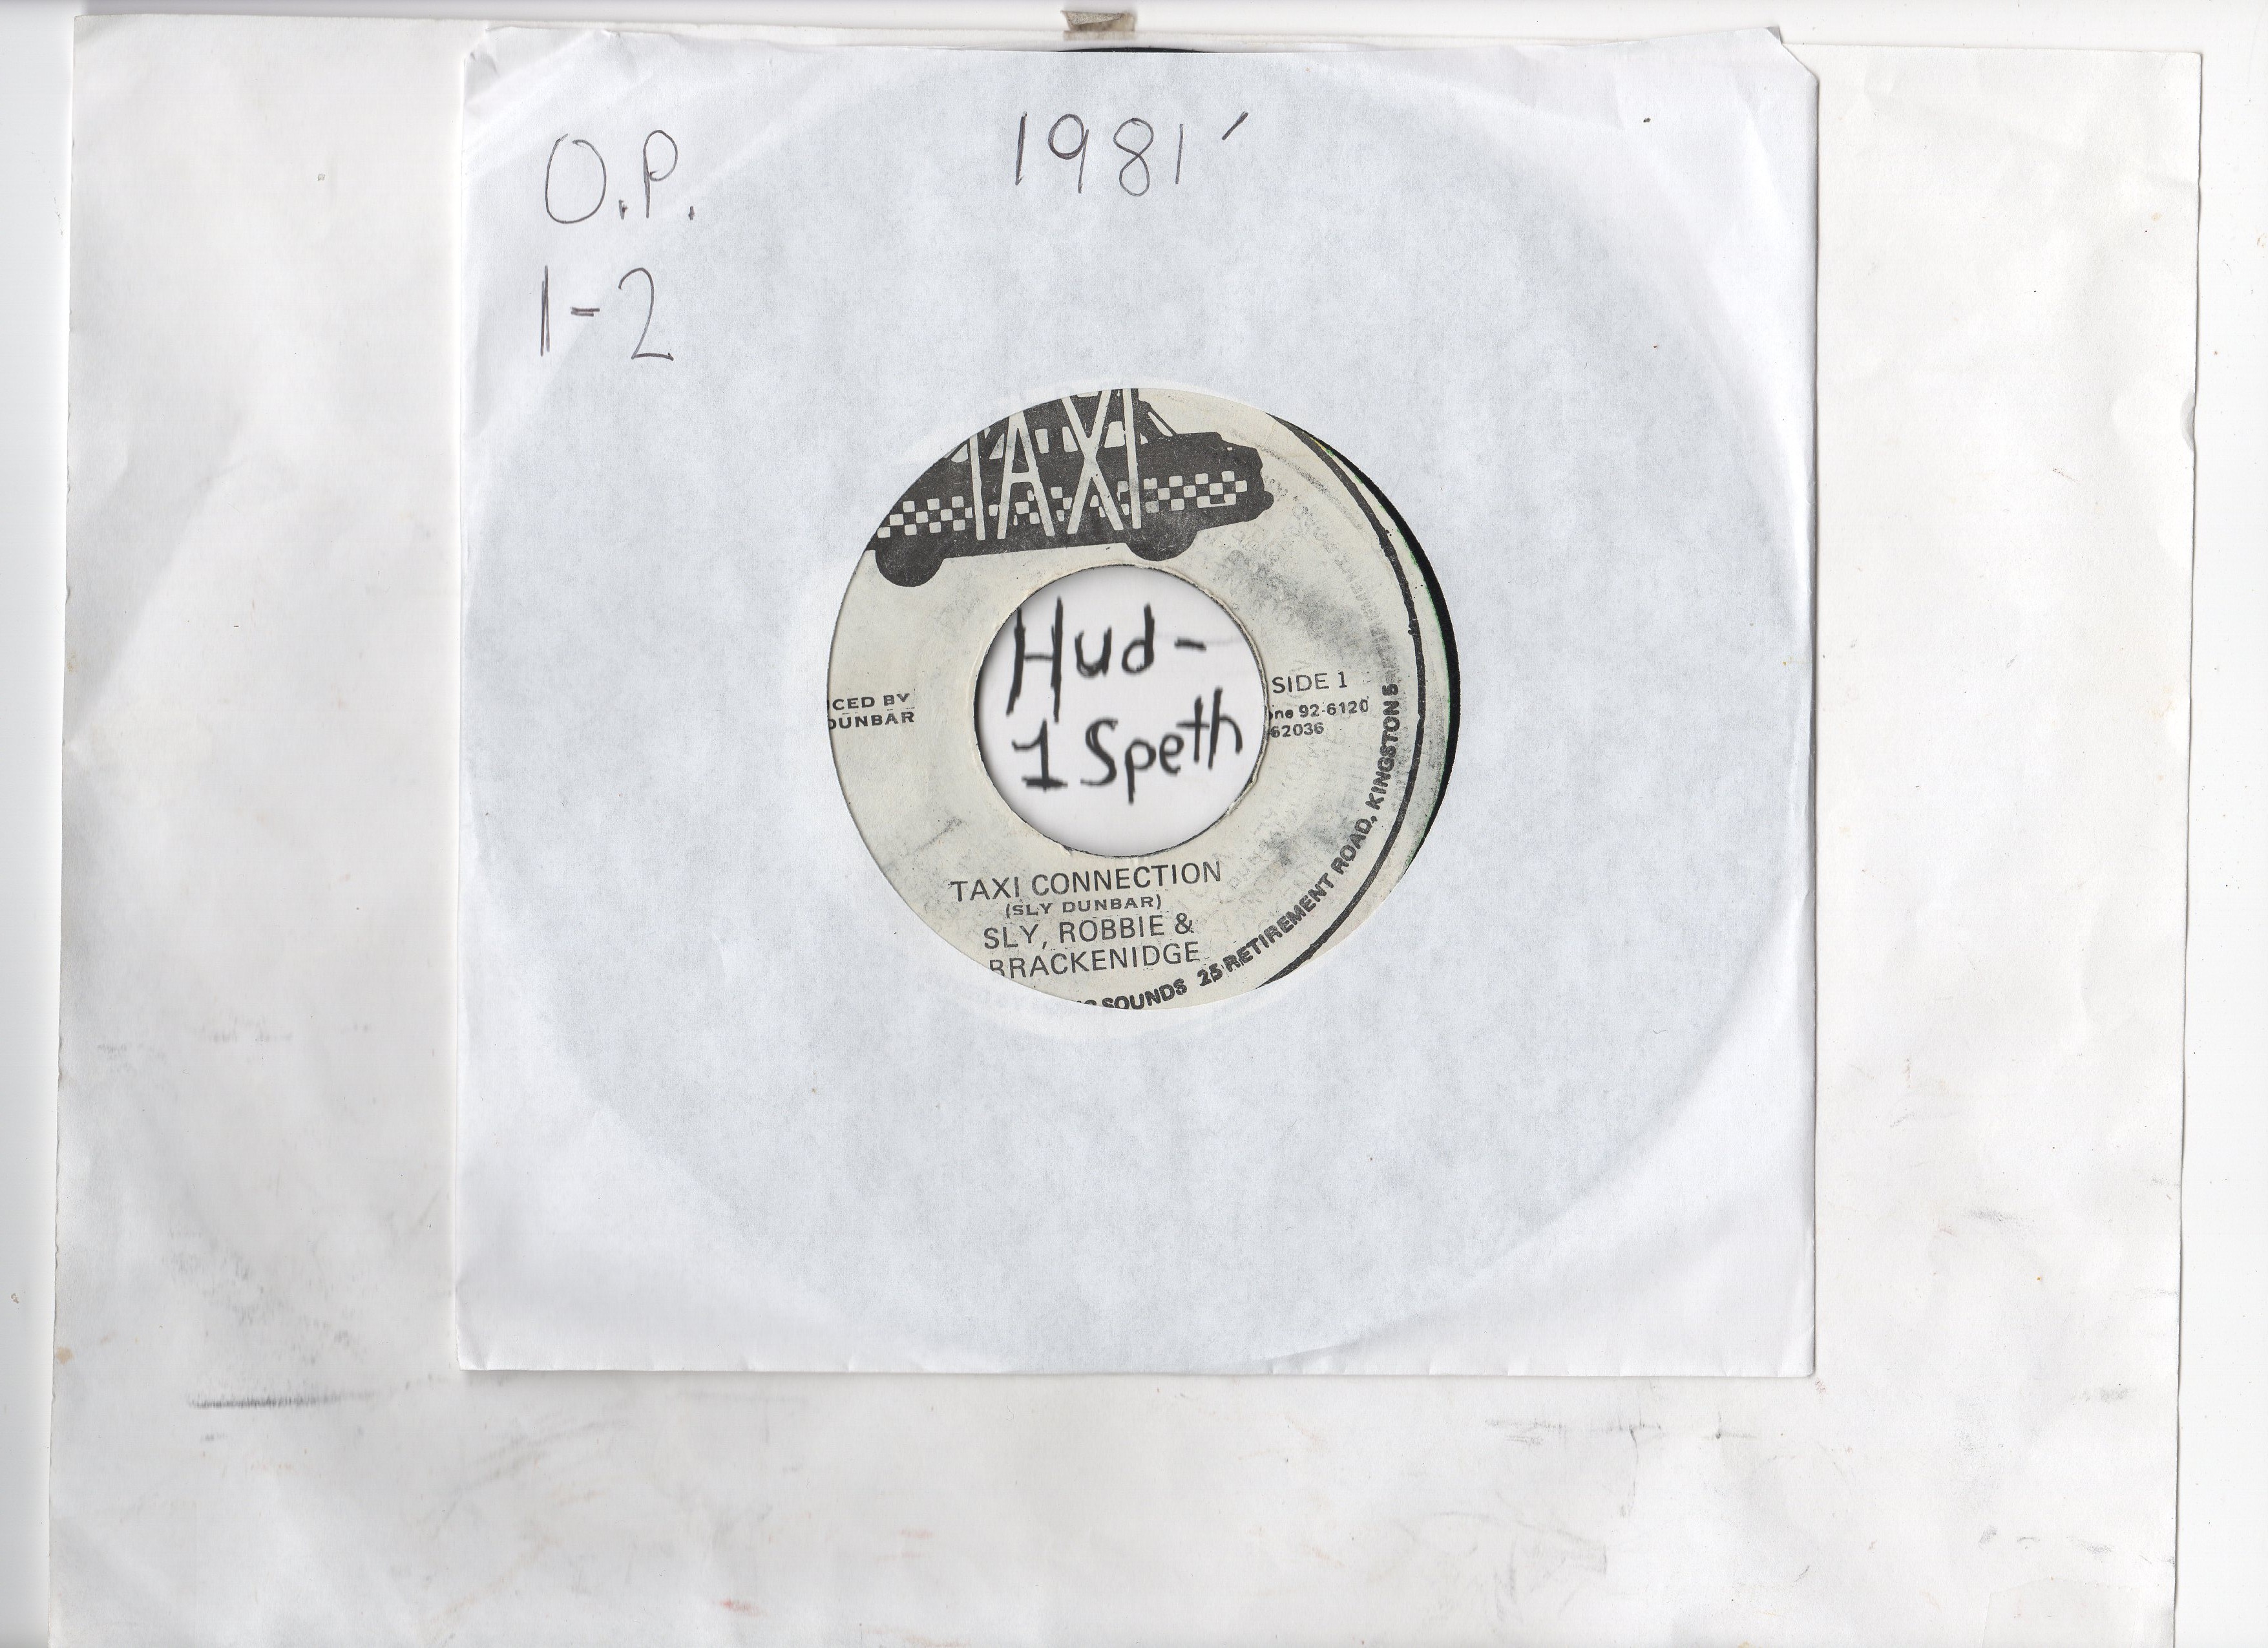 O.P.
1981'
1-2
TAXI
CED BY
DUNBAR
Hud-
1 Speth
SIDE 1
ne 92-6120
62036
TAXI CONNECTION
(SLY DUNBAR)
SLY, ROBBIE &
BRACKENIDGE
SOUNDS 25 RETIREMENT ROAD, KINGSTON 5